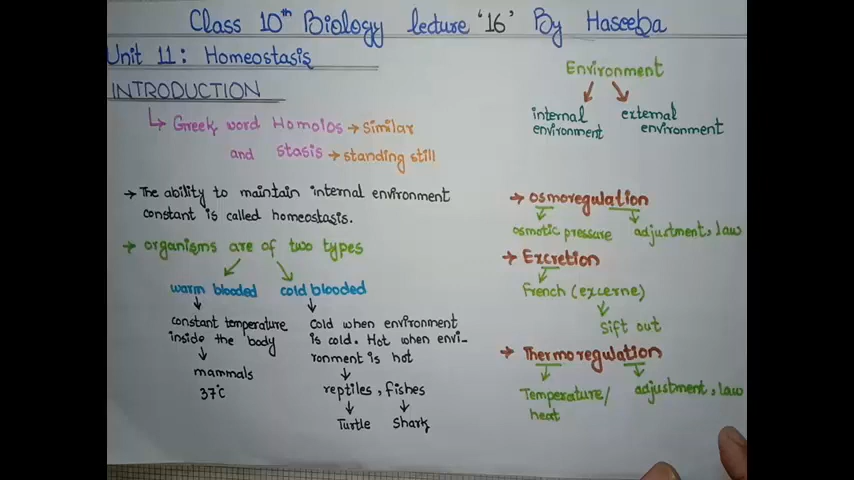 Class 10th Biology lecture '16' By Haseeba
Unit 11: Homeostasis
INTRODUCTION
Greek word Homoios → similar
and stasis → standing still
→ The ability to maintain internal environment
constant is called homeostasis.
→ organisms are of two types
warm blooded
cold blooded
constant temperature
inside the body
mammals
37°C
Cold when environment
is cold. Hot when envi-
ronment is hot
reptiles, fishes
Turtle
Shark
Environment
internal
environment
external
environment
→ osmoregulation
osmotic pressure
adjustment, law
→ Excretion
French (excerne)
Sift out
→ Thermoregulation
Temperature/
heat
adjustment, law